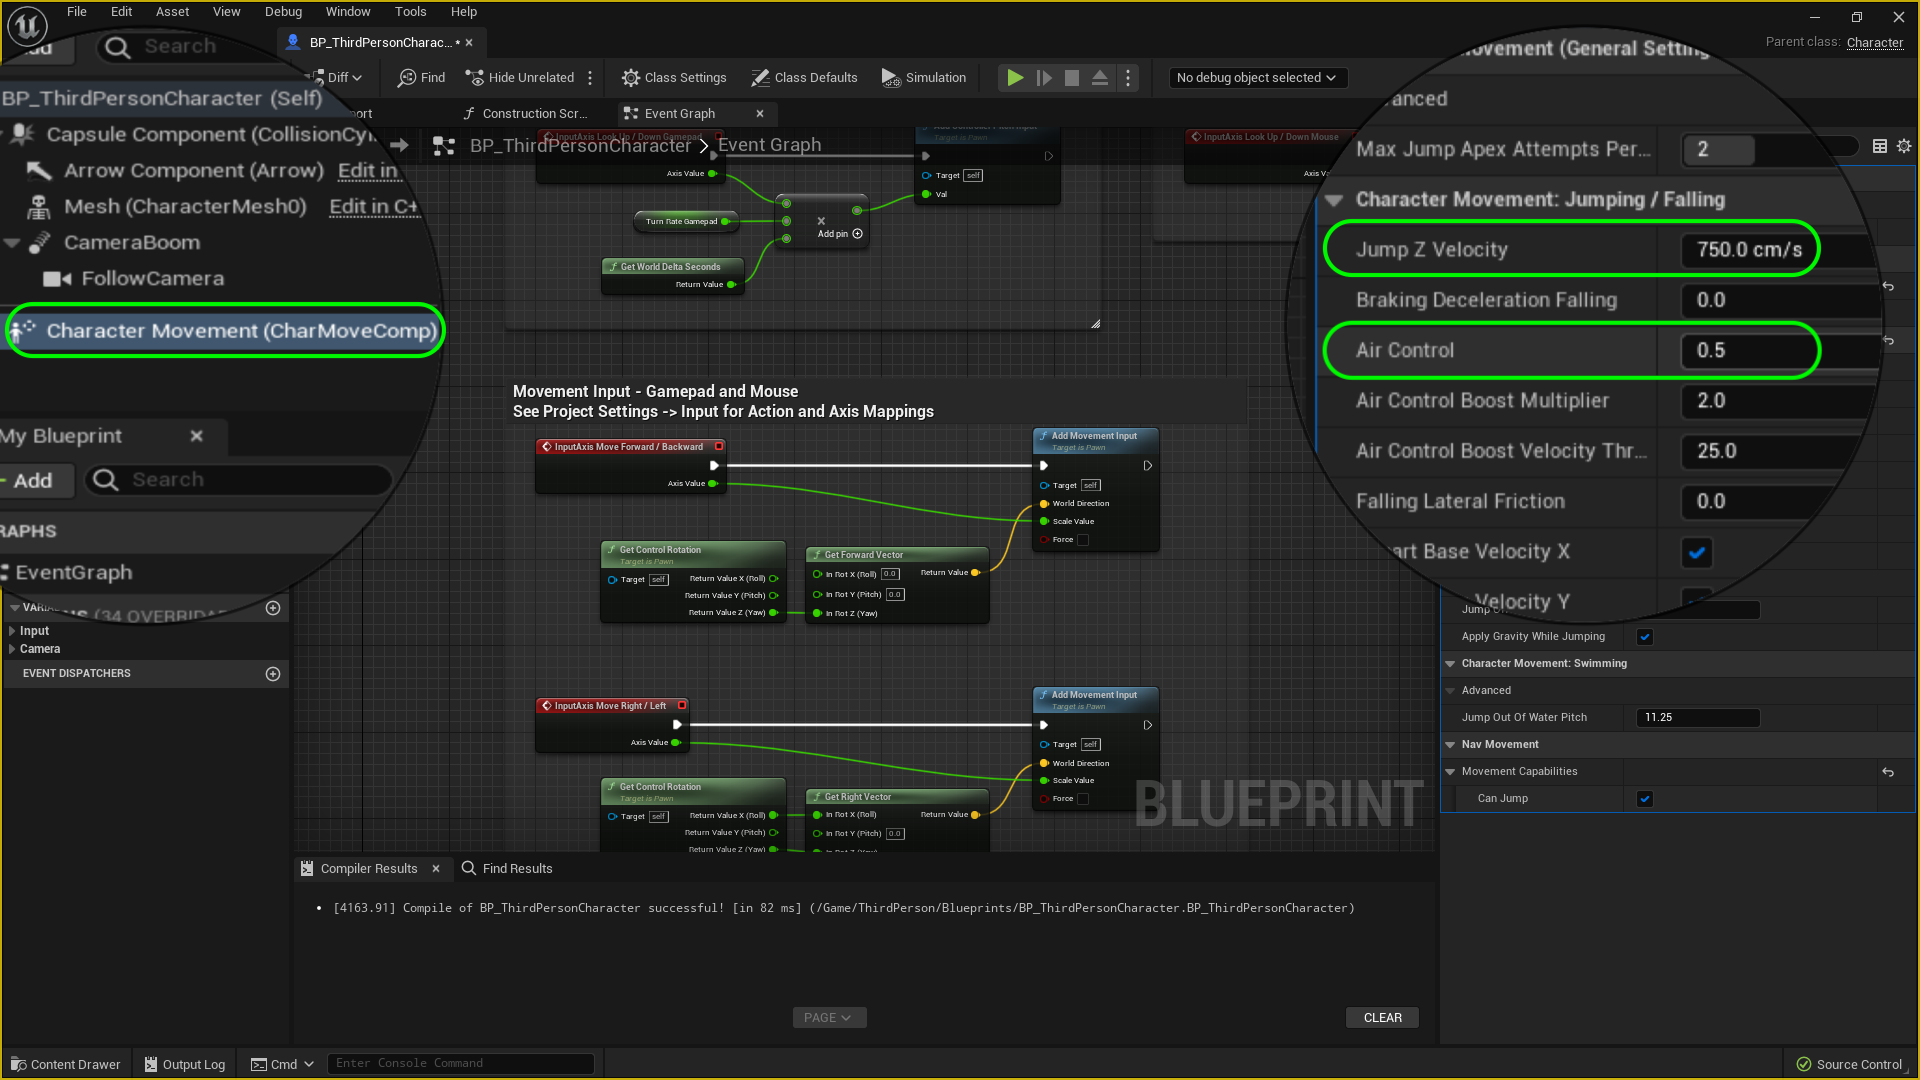 File Edit Asset View Debug Window Tools Help
BP_ThirdPersonCharac... •
Parent class: Character
Search
Diff Find Hide Unrelated Class Settings Class Defaults Simulation No debug object selected
Construction Scr... Event Graph
BP_ThirdPersonCharacter > Event Graph
BP_ThirdPersonCharacter (Self)
Capsule Component (CollisionCyl
Arrow Component (Arrow) Edit in
Mesh (CharacterMesh0) Edit in C+
CameraBoom
FollowCamera
Character Movement (CharMoveComp)
My Blueprint
Add Search
EventGraph
Input
Camera
EVENT DISPATCHERS
InputAxis Look Up / Down Gamepad
Axis Value
Turn Rate Gamepad
Add pin
Get World Delta Seconds
Return Value
Target is Pawn
Target self
Val
InputAxis Look Up / Down Mouse
Movement Input - Gamepad and Mouse
See Project Settings -> Input for Action and Axis Mappings
InputAxis Move Forward / Backward
Axis Value
Add Movement Input
Target is Pawn
Target self
World Direction
Scale Value
Force
Get Control Rotation
Target is Pawn
Target self Return Value X (Roll)
Return Value Y (Pitch)
Return Value Z (Yaw)
Get Forward Vector
In Rot X (Roll) 0.0 Return Value
In Rot Y (Pitch) 0.0
In Rot Z (Yaw)
InputAxis Move Right / Left
Axis Value
Add Movement Input
Target is Pawn
Target self
World Direction
Scale Value
Force
Get Control Rotation
Target is Pawn
Target self Return Value X (Roll)
Return Value Y (Pitch)
Return Value Z (Yaw)
Get Right Vector
In Rot X (Roll) Return Value
In Rot Y (Pitch) 0.0
BLUEPRINT
Max Jump Apex Attempts Per... 2
Character Movement: Jumping / Falling
Jump Z Velocity 750.0 cm/s
Braking Deceleration Falling 0.0
Air Control 0.5
Air Control Boost Multiplier 2.0
Air Control Boost Velocity Thr... 25.0
Falling Lateral Friction 0.0
art Base Velocity X
Velocity Y
Apply Gravity While Jumping
Character Movement: Swimming
Advanced
Jump Out Of Water Pitch 11.25
Nav Movement
Movement Capabilities
Can Jump
Compiler Results Find Results
• [4163.91] Compile of BP_ThirdPersonCharacter successful! [in 82 ms] (/Game/ThirdPerson/Blueprints/BP_ThirdPersonCharacter.BP_ThirdPersonCharacter)
PAGE CLEAR
Content Drawer Output Log Cmd Enter Console Command Source Control